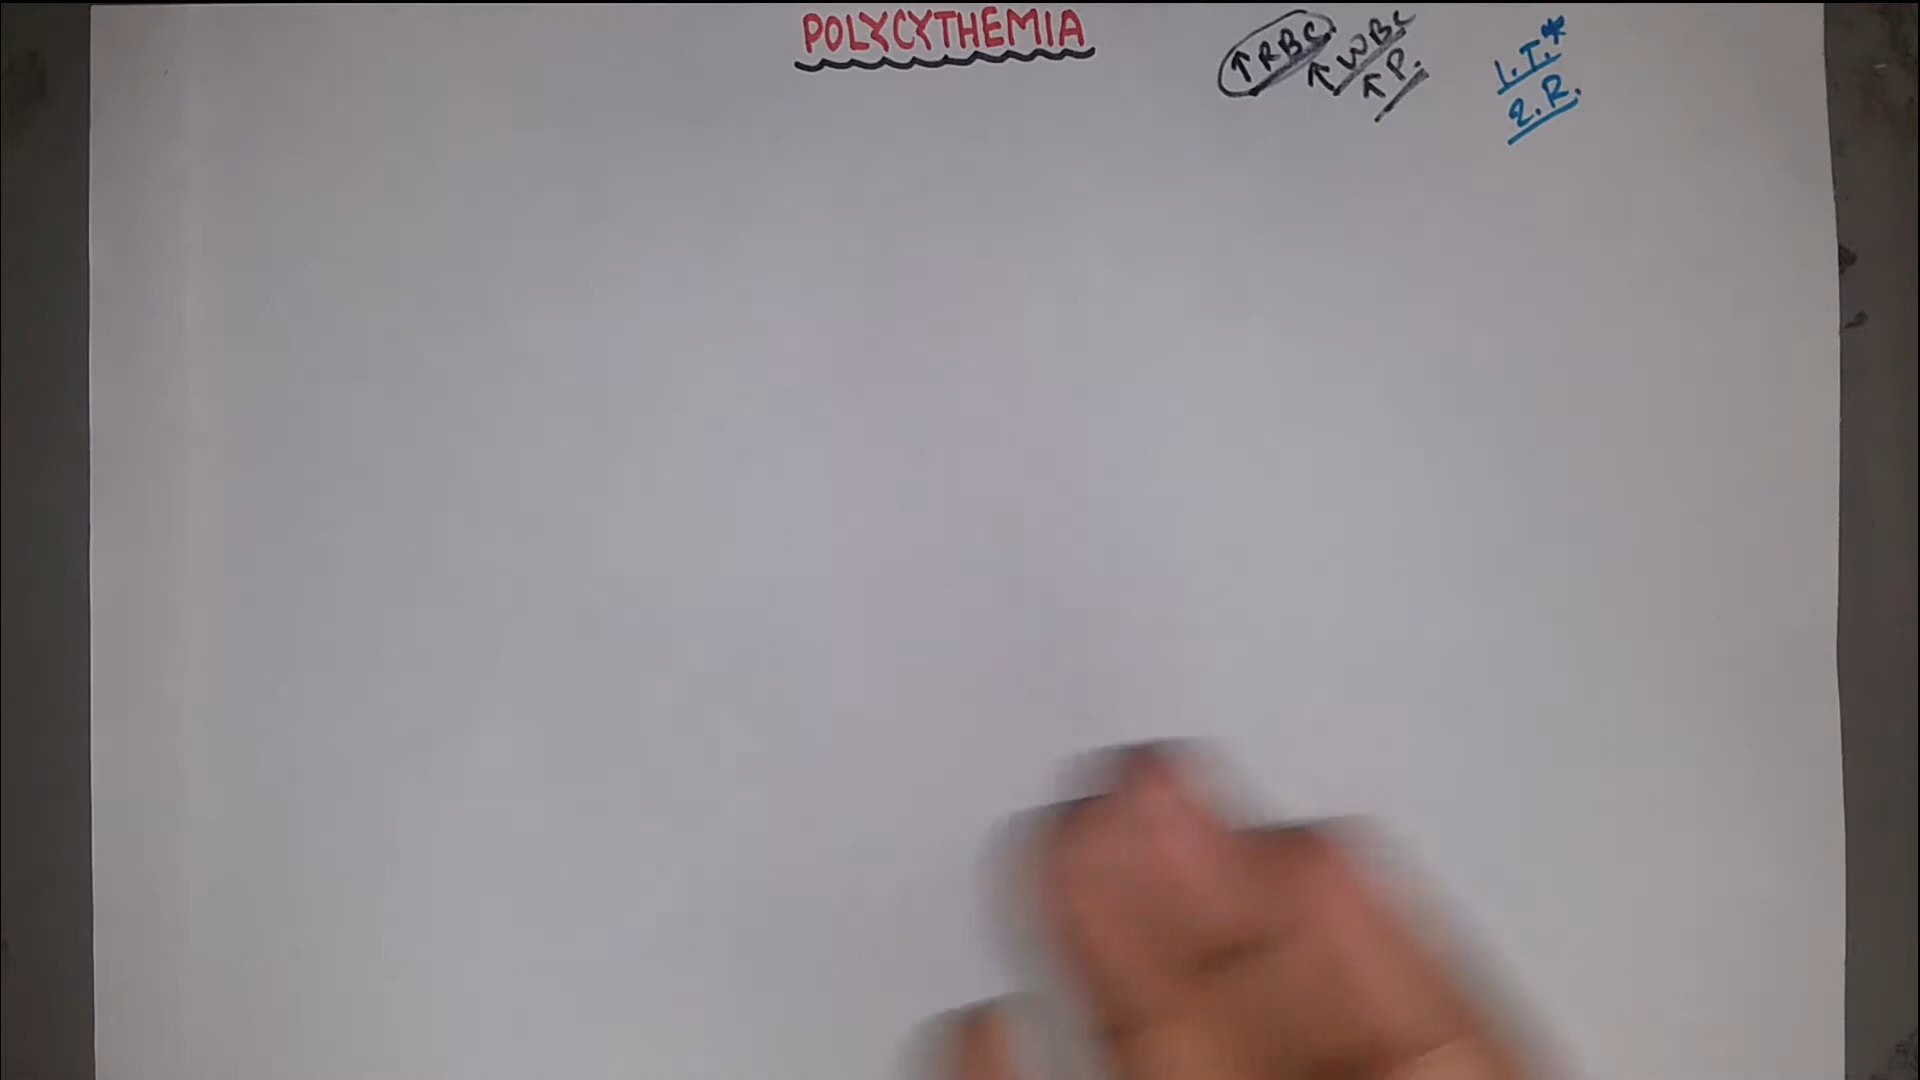 POLYCYTHEMIA
↑RBC
↑WBC
↑P.
1. T.*
2. R.